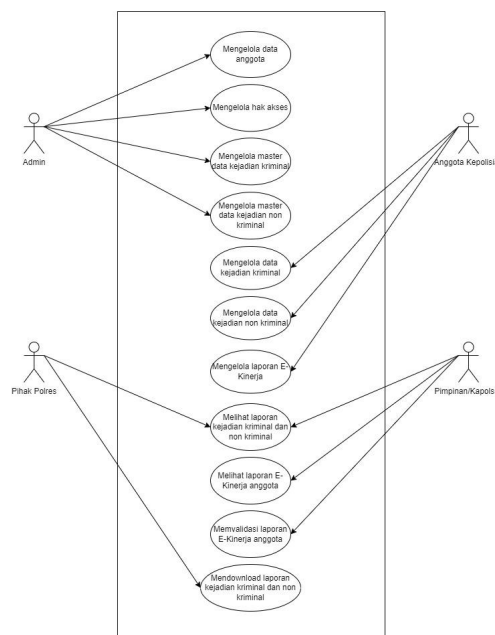 Mengelola data
anggota
Mengelola hak akses
Admin
Mengelola master
data kejadian kriminal
Anggota Kepolisi
Mengelola master
data kejadian non
kriminal
Mengelola data
kejadian kriminal
Mengelola data
kejadian non kriminal
Mengelola laporan E-
Kinerja
Pihak Polres
Pimpinan/Kapols
Melihat laporan
kejadian kriminal dan
non kriminal
Melihat laporan E-
Kinerja anggota
Memvalidasi laporan
E-Kinerja anggota
Mendownload laporan
kejadian kriminal dan non
kriminal